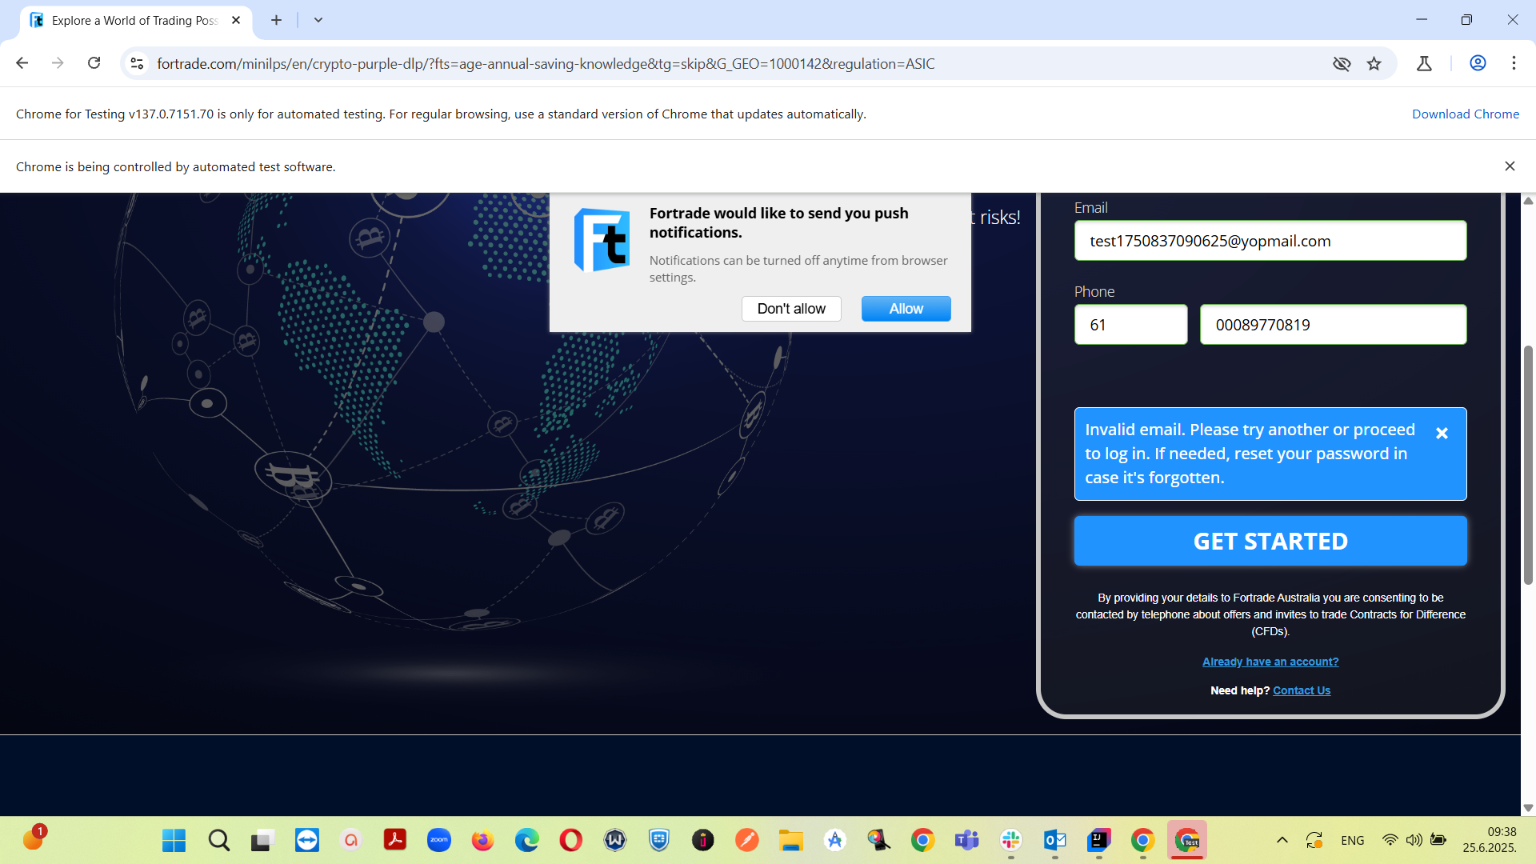 Explore a World of Trading Poss
fortrade.com/minilps/en/crypto-purple-dlp/?fts=age-annual-saving-knowledge&tg=skip&G_GEO=1000142&regulation=ASIC
Chrome for Testing v137.0.7151.70 is only for automated testing. For regular browsing, use a standard version of Chrome that updates automatically.
Download Chrome
Chrome is being controlled by automated test software.
Ft
Fortrade would like to send you push
notifications.
Notifications can be turned off anytime from browser
settings.
Don't allow
Allow
t risks!
Email
test1750837090625@yopmail.com
Phone
61
00089770819
Invalid email. Please try another or proceed
to log in. If needed, reset your password in
case it's forgotten.
GET STARTED
By providing your details to Fortrade Australia you are consenting to be
contacted by telephone about offers and invites to trade Contracts for Difference
(CFDs).
Already have an account?
Need help? Contact Us
1
zoom
Test
ENG
09:38
25.6.2025.